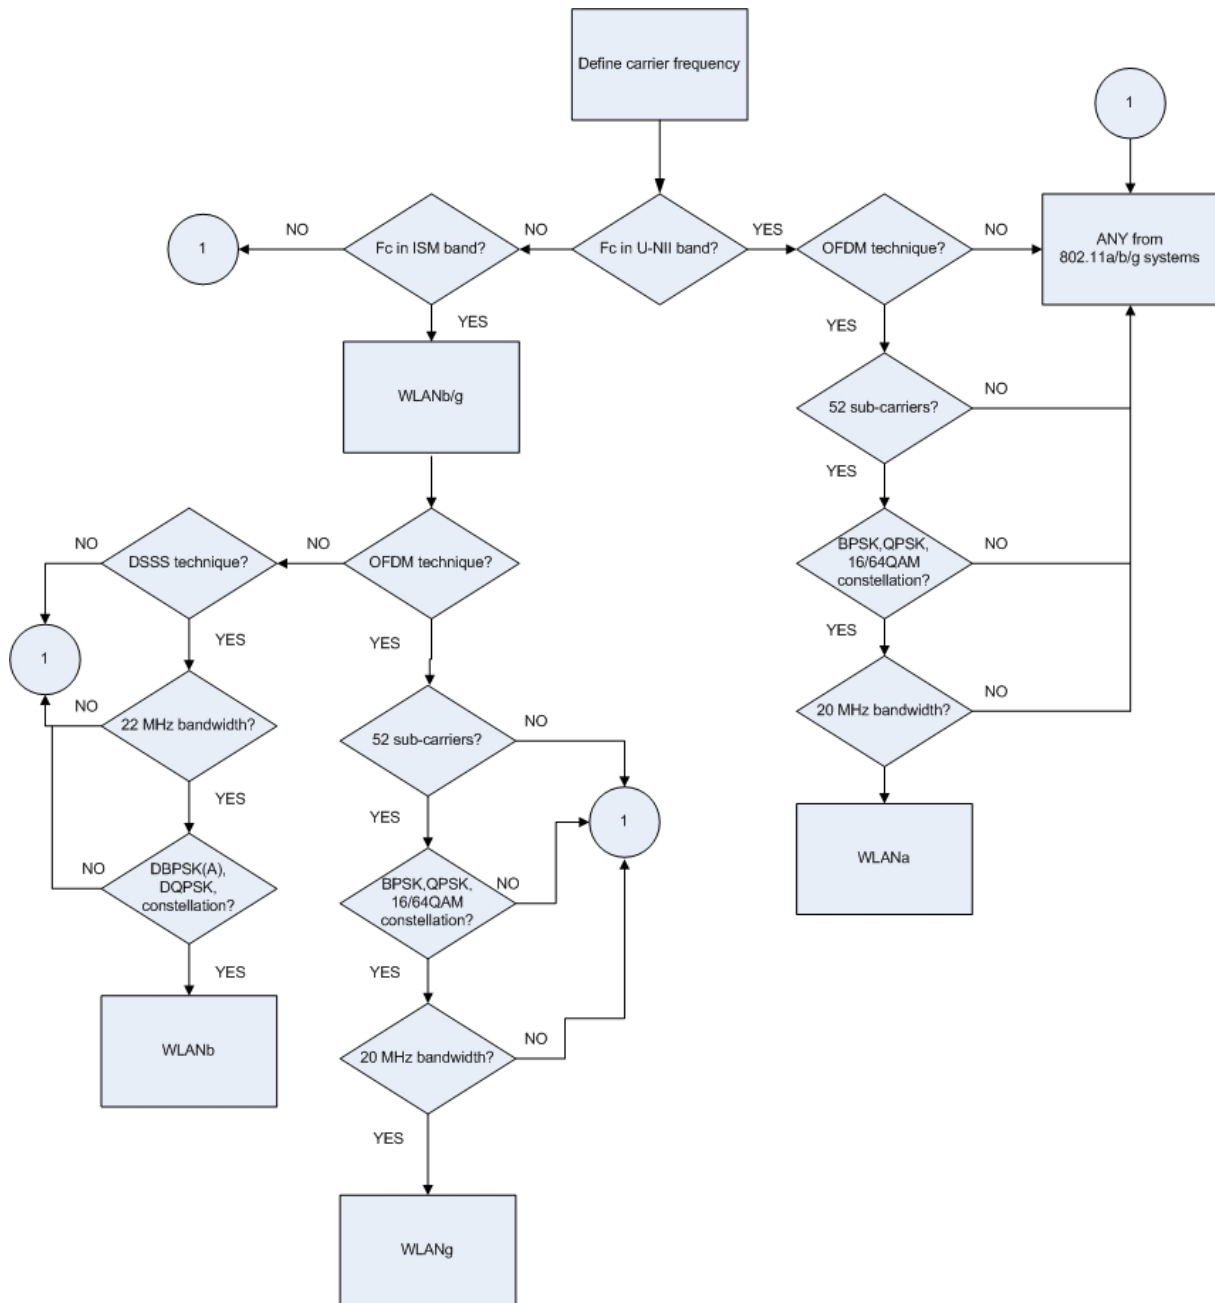 Define carrier frequency
1
NO
NO
YES
NO
1
Fc in ISM band?
Fc in U-NII band?
OFDM technique?
ANY from
802.11a/b/g systems
YES
YES
WLANb/g
52 sub-carriers?
NO
YES
NO
NO
DSSS technique?
OFDM technique?
BPSK,QPSK,
16/64QAM
constellation?
NO
YES
YES
YES
1
NO
22 MHz bandwidth?
20 MHz bandwidth?
NO
52 sub-carriers?
NO
YES
YES
1
NO
DBPSK(A),
DQPSK,
constellation?
BPSK,QPSK,
16/64QAM
constellation?
NO
WLANa
YES
YES
WLANb
20 MHz bandwidth?
NO
YES
WLANg